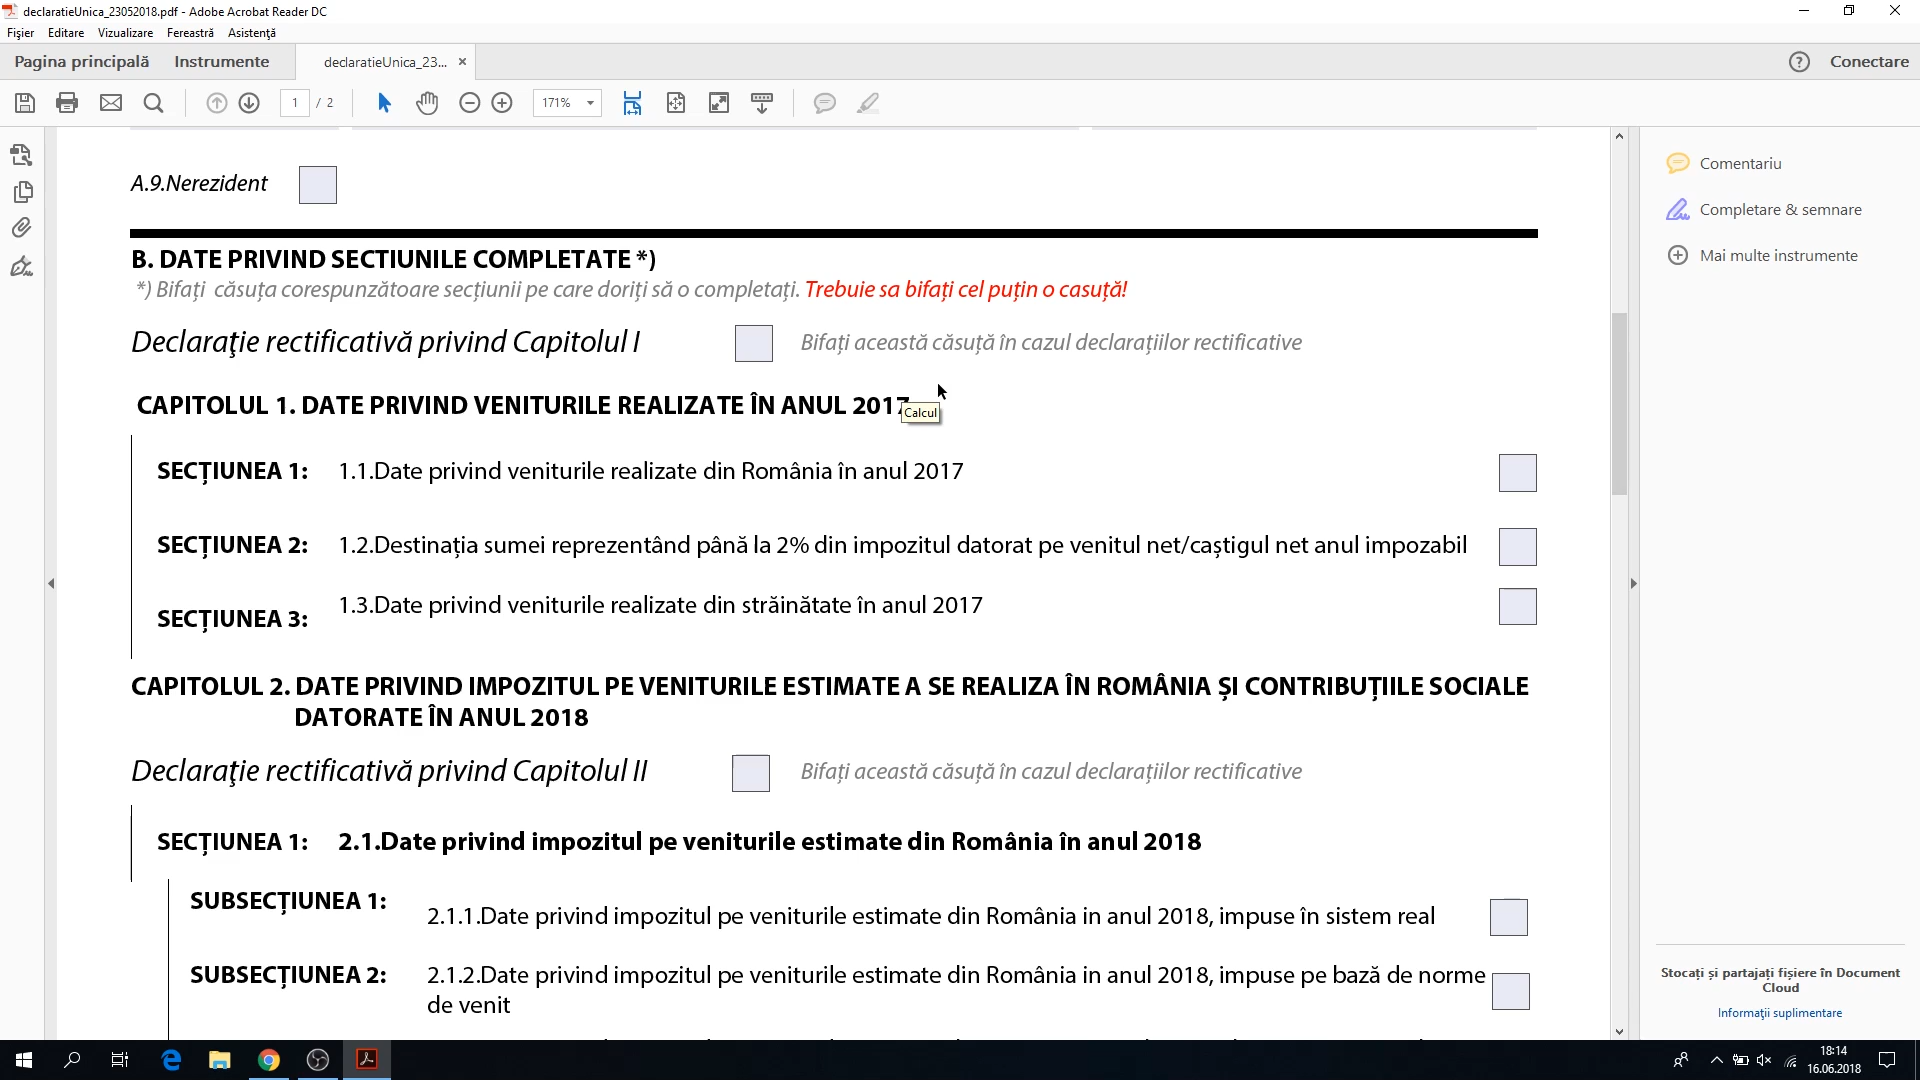 declaratieUnica_23052018.pdf - Adobe Acrobat Reader DC
Fișier Editare Vizualizare Fereastră Asistență
Pagina principală Instrumente declaratieUnica_23... × Conectare
1 / 2 171%
A.9.Nerezident
B. DATE PRIVIND SECTIUNILE COMPLETATE *)
*) Bifați căsuța corespunzătoare secțiunii pe care doriți să o completați. Trebuie sa bifați cel puțin o casuță!
Declaraţie rectificativă privind Capitolul I Bifați această căsuță în cazul declarațiilor rectificative
CAPITOLUL 1. DATE PRIVIND VENITURILE REALIZATE ÎN ANUL 2017
Calcul
SECȚIUNEA 1: 1.1.Date privind veniturile realizate din România în anul 2017
SECȚIUNEA 2: 1.2.Destinația sumei reprezentând până la 2% din impozitul datorat pe venitul net/caștigul net anul impozabil
SECȚIUNEA 3: 1.3.Date privind veniturile realizate din străinătate în anul 2017
CAPITOLUL 2. DATE PRIVIND IMPOZITUL PE VENITURILE ESTIMATE A SE REALIZA ÎN ROMÂNIA ȘI CONTRIBUȚIILE SOCIALE
DATORATE ÎN ANUL 2018
Declaraţie rectificativă privind Capitolul II Bifați această căsuță în cazul declarațiilor rectificative
SECȚIUNEA 1: 2.1.Date privind impozitul pe veniturile estimate din România în anul 2018
SUBSECȚIUNEA 1: 2.1.1.Date privind impozitul pe veniturile estimate din România in anul 2018, impuse în sistem real
SUBSECȚIUNEA 2: 2.1.2.Date privind impozitul pe veniturile estimate din România in anul 2018, impuse pe bază de norme
de venit
Comentariu
Completare & semnare
Mai multe instrumente
Stocați și partajați fișiere în Document
Cloud
Informații suplimentare
18:14
16.06.2018